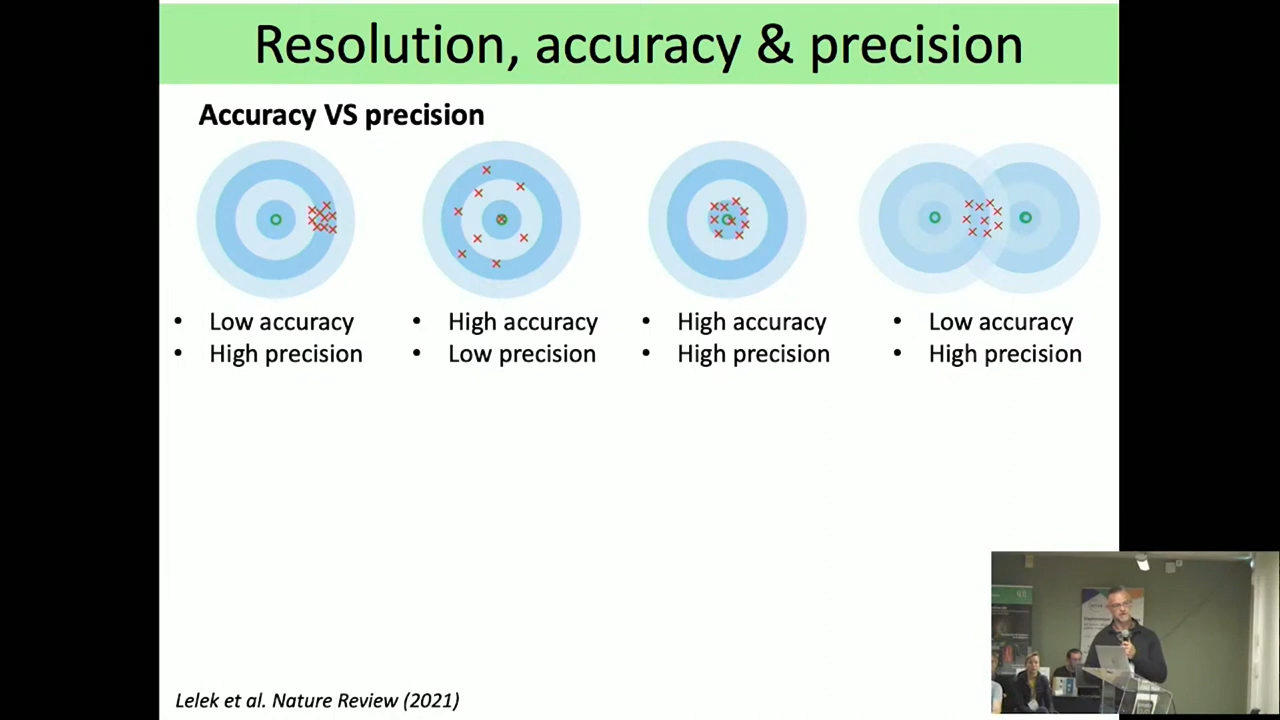 Resolution, accuracy & precision
Accuracy VS precision
• Low accuracy
• High precision
• High accuracy
• Low precision
• High accuracy
• High precision
• Low accuracy
• High precision
Lelek et al. Nature Review (2021)